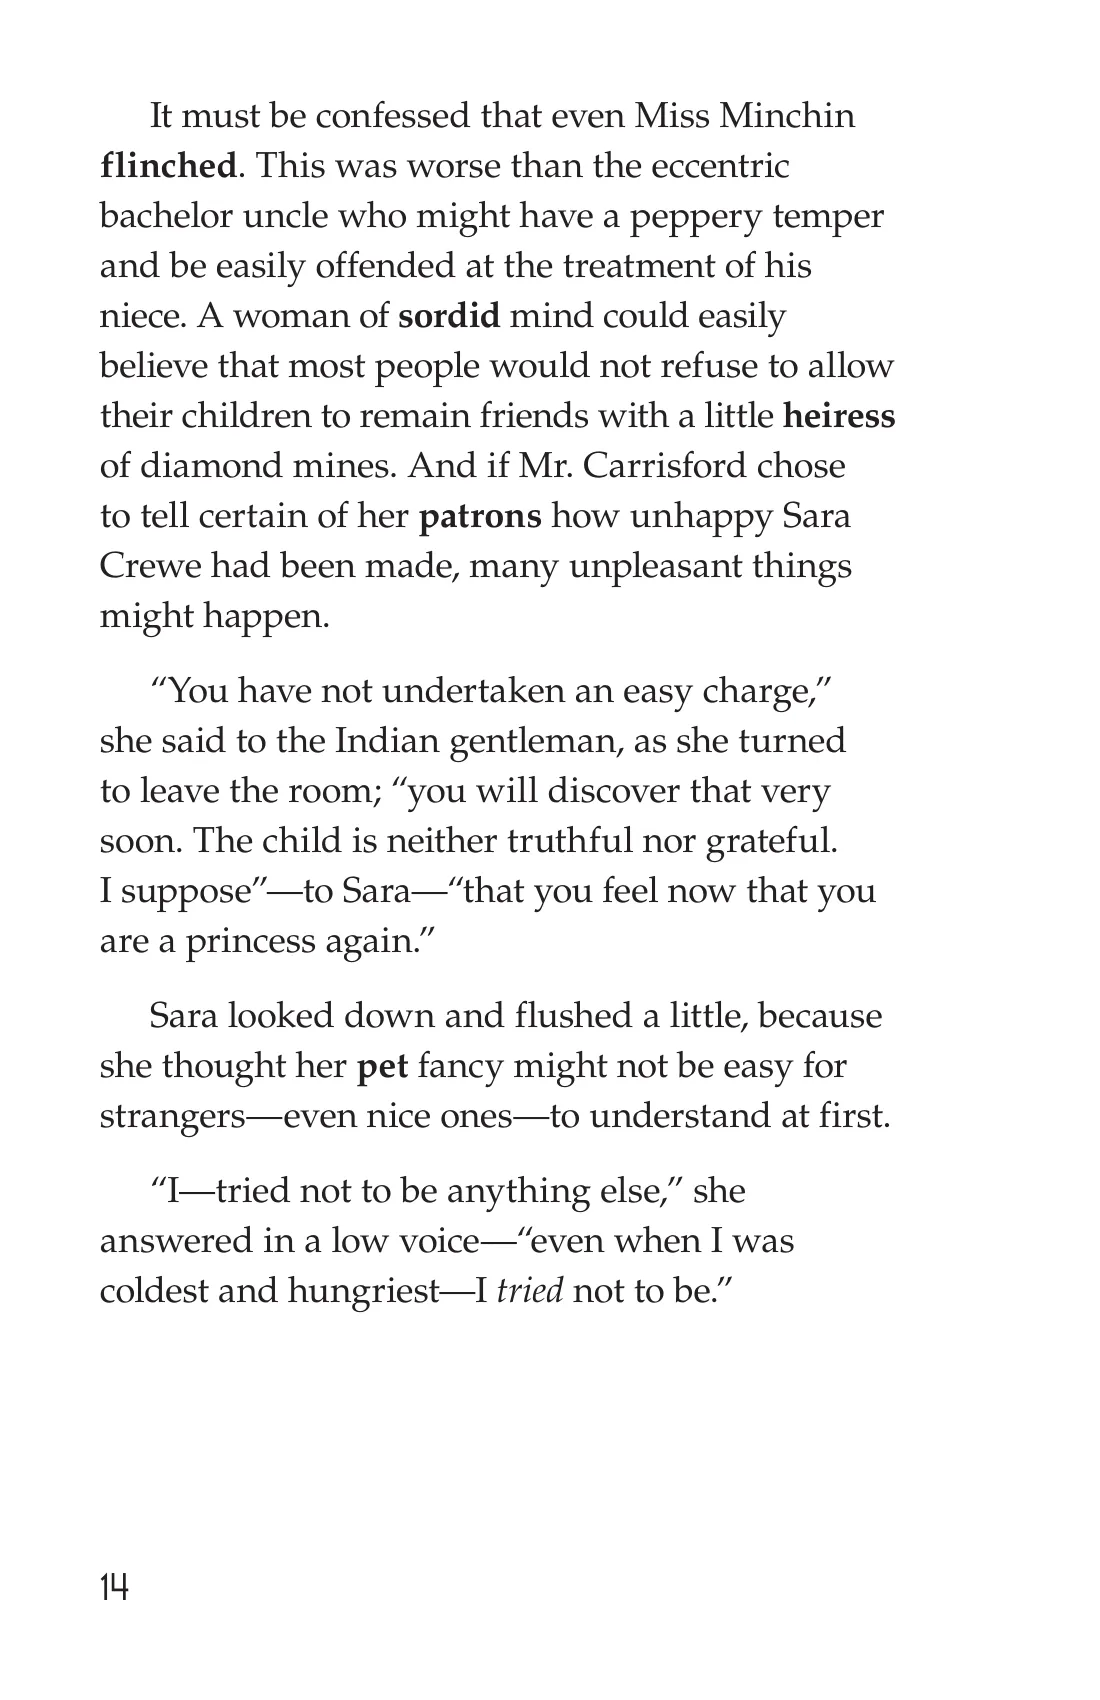 It must be confessed that even Miss Minchin
flinched. This was worse than the eccentric
bachelor uncle who might have a peppery temper
and be easily offended at the treatment of his
niece. A woman of sordid mind could easily
believe that most people would not refuse to allow
their children to remain friends with a little heiress
of diamond mines. And if Mr. Carrisford chose
to tell certain of her patrons how unhappy Sara
Crewe had been made, many unpleasant things
might happen.
“You have not undertaken an easy charge,”
she said to the Indian gentleman, as she turned
to leave the room; “you will discover that very
soon. The child is neither truthful nor grateful.
I suppose”—to Sara—“that you feel now that you
are a princess again.”
Sara looked down and flushed a little, because
she thought her pet fancy might not be easy for
strangers—even nice ones—to understand at first.
“I—tried not to be anything else,” she
answered in a low voice—“even when I was
coldest and hungriest—I tried not to be.”
14